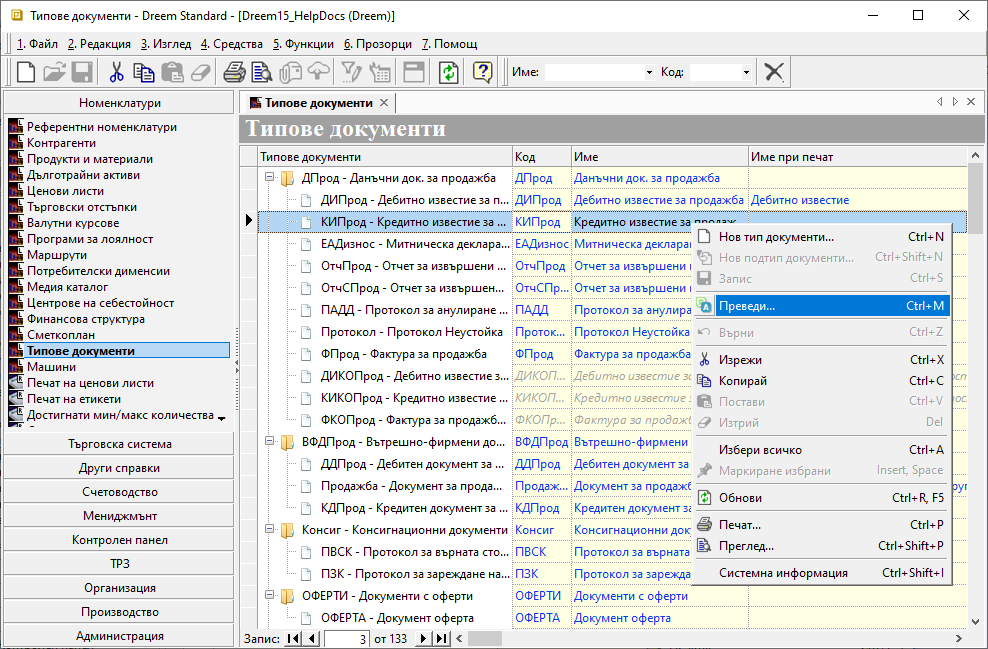 Типове документи - Dreem Standard - [Dreem15_HelpDocs (Dreem)]
1. Файл 2. Редакция 3. Изглед 4. Средства 5. Функции 6. Прозорци 7. Помощ
Име: Код:
Номенклатури
Референтни номенклатури
Контрагенти
Продукти и материали
Дълготрайни активи
Ценови листи
Търговски отстъпки
Валутни курсове
Програми за лоялност
Маршрути
Потребителски дименсии
Медия каталог
Центрове на себестойност
Финансова структура
Сметкоплан
Типове документи
Машини
Печат на ценови листи
Печат на етикети
Достигнати мин/макс количества
Търговска система
Други справки
Счетоводство
Мениджмънт
Контролен панел
ТРЗ
Организация
Производство
Администрация
Типове документи
Типове документи
Типове документи Код Име Име при печат
ДПрод - Данъчни док. за продажба ДПрод Данъчни док. за продажба
ДИПрод - Дебитно известие за п... ДИПрод Дебитно известие за продажба Дебитно известие
КИПрод - Кредитно известие за ... КИПрод Кредитно известие за продаж
ЕАДизнос - Митническа деклара... ЕАДизнос Митническа деклара
ОтчПрод - Отчет за извършени ... ОтчПрод Отчет за извършени
ОтчСПрод - Отчет за извършен... ОтчСПр... Отчет за извършени
ПАДД - Протокол за анулиране ... ПАДД Протокол за анулира
Протокол - Протокол Неустойка Проток... Протокол Неустойка
ФПрод - Фактура за продажба ФПрод Фактура за продажба
ДИКОПрод - Дебитно известие з... ДИКОП... Дебитно известие за
КИКОПрод - Кредитно известие ... КИКОП... Кредитно известие
ФКОПрод - Фактура за продажб... ФКОПр... Фактура за продажба
ВФДПрод - Вътрешно-фирмени до... ВФДПрод Вътрешно-фирмени
ДДПрод - Дебитен документ за ... ДДПрод Дебитен документ за
Продажба - Документ за прода... Продаж... Документ за продажб
КДПрод - Кредитен документ за ... КДПрод Кредитен документ за
Консиг - Консигнационни документи Консиг Консигнационни док
ПВСК - Протокол за върната сто... ПВСК Протокол за върната
ПЗК - Протокол за зареждане на... ПЗК Протокол за зарежда
ОФЕРТИ - Документи с оферти ОФЕРТИ Документи с оферти
ОФЕРТА - Документ оферта ОФЕРТА Документ оферта
Запис: 3 от 133
Нов тип документи... Ctrl+N
Нов подтип документи... Ctrl+Shift+N
Запис Ctrl+S
Преведи... Ctrl+M
Върни Ctrl+Z
Изрежи Ctrl+X
Копирай Ctrl+C
Постави Ctrl+V
Изтрий Del
Избери всичко Ctrl+A
Маркиране избрани Insert, Space
Обнови Ctrl+R, F5
Печат... Ctrl+P
Преглед... Ctrl+Shift+P
Системна информация Ctrl+Shift+I